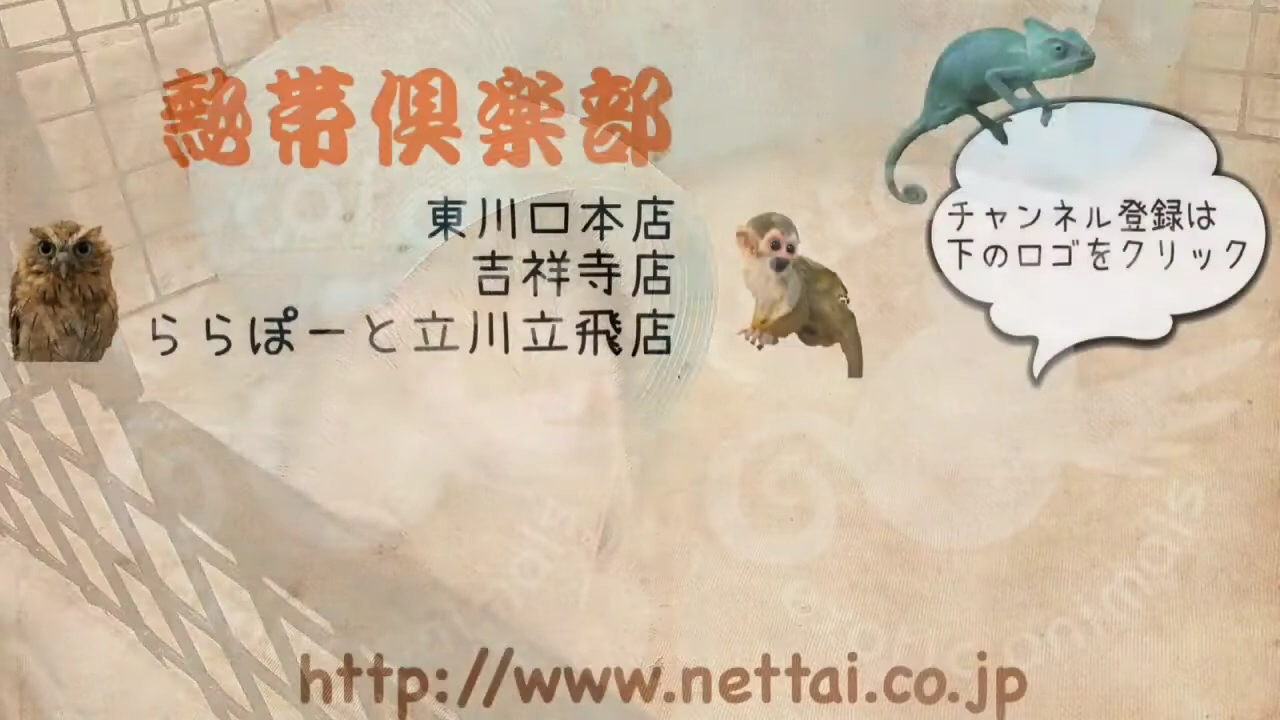 熱帯倶楽部
東川口本店
吉祥寺店
ららぽーと立川立飛店
チャンネル登録は
下のロゴをクリック
http://www.nettai.co.jp